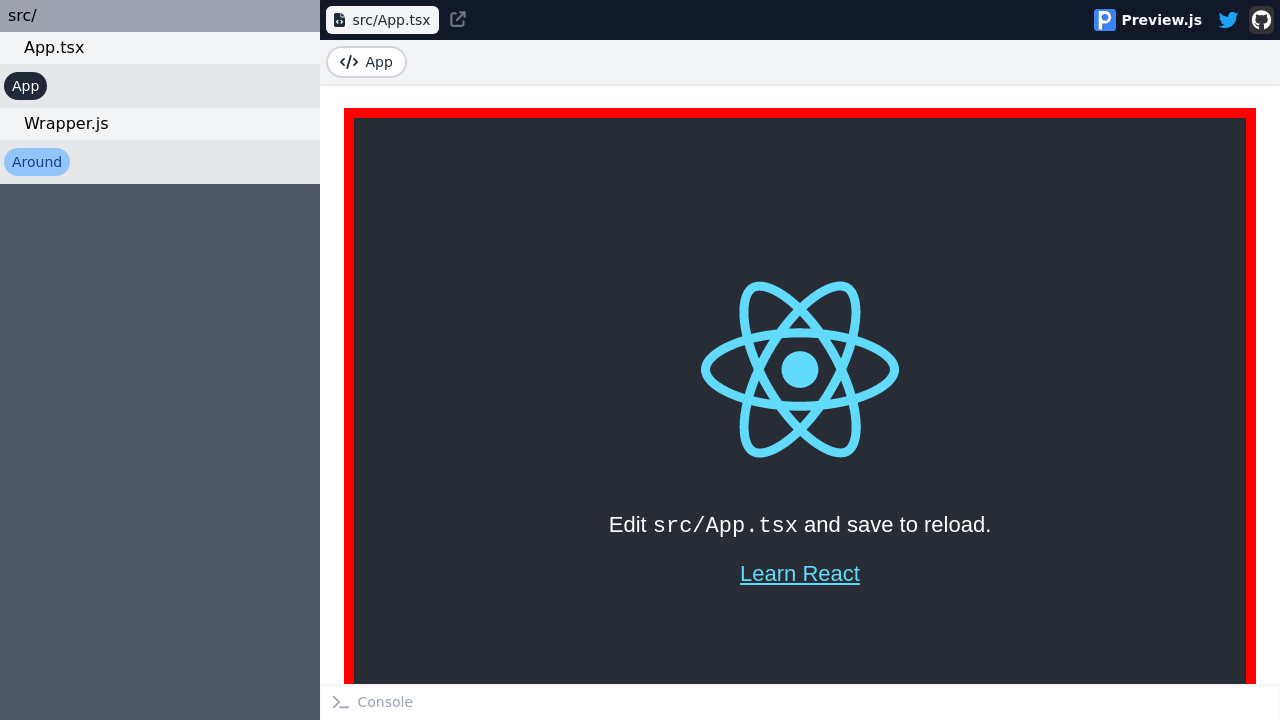 src/
App.tsx
App
Wrapper.js
Around
src/App.tsx
Preview.js
App
Edit src/App.tsx and save to reload.
Learn React
Console